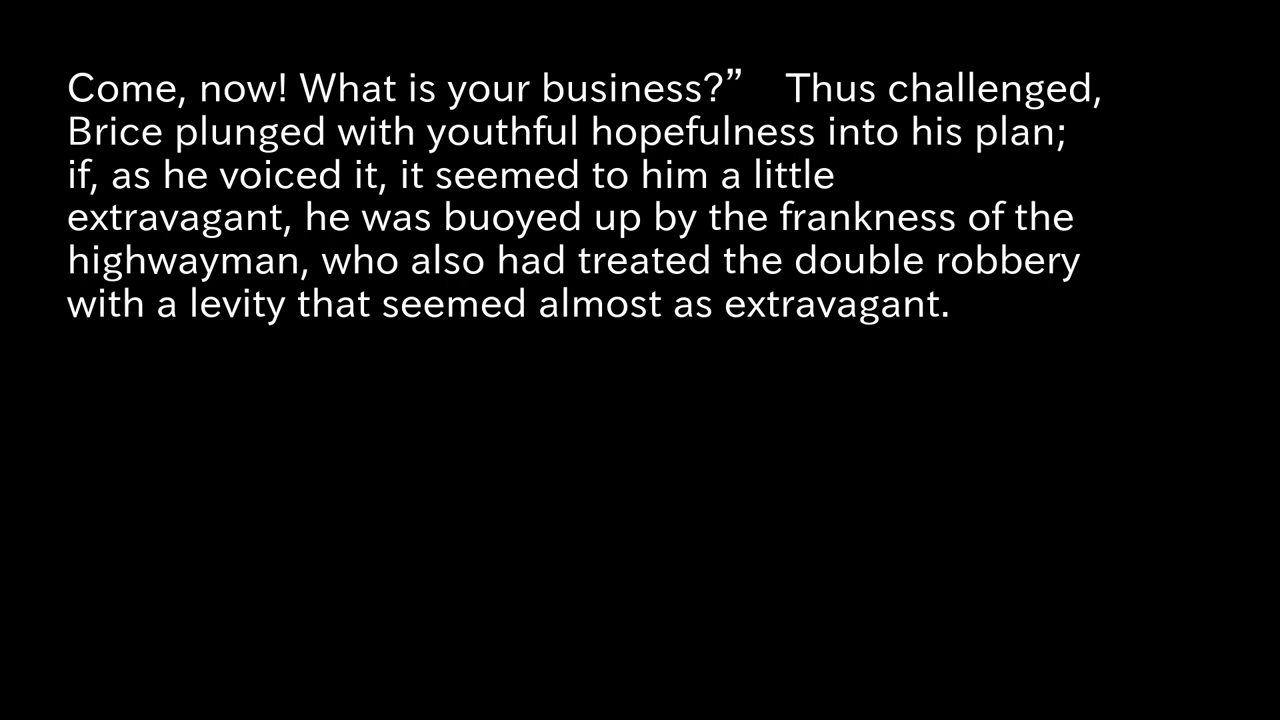 Come, now! What is your business?”    Thus challenged,
Brice plunged with youthful hopefulness into his plan;
if, as he voiced it, it seemed to him a little
extravagant, he was buoyed up by the frankness of the
highwayman, who also had treated the double robbery
with a levity that seemed almost as extravagant.